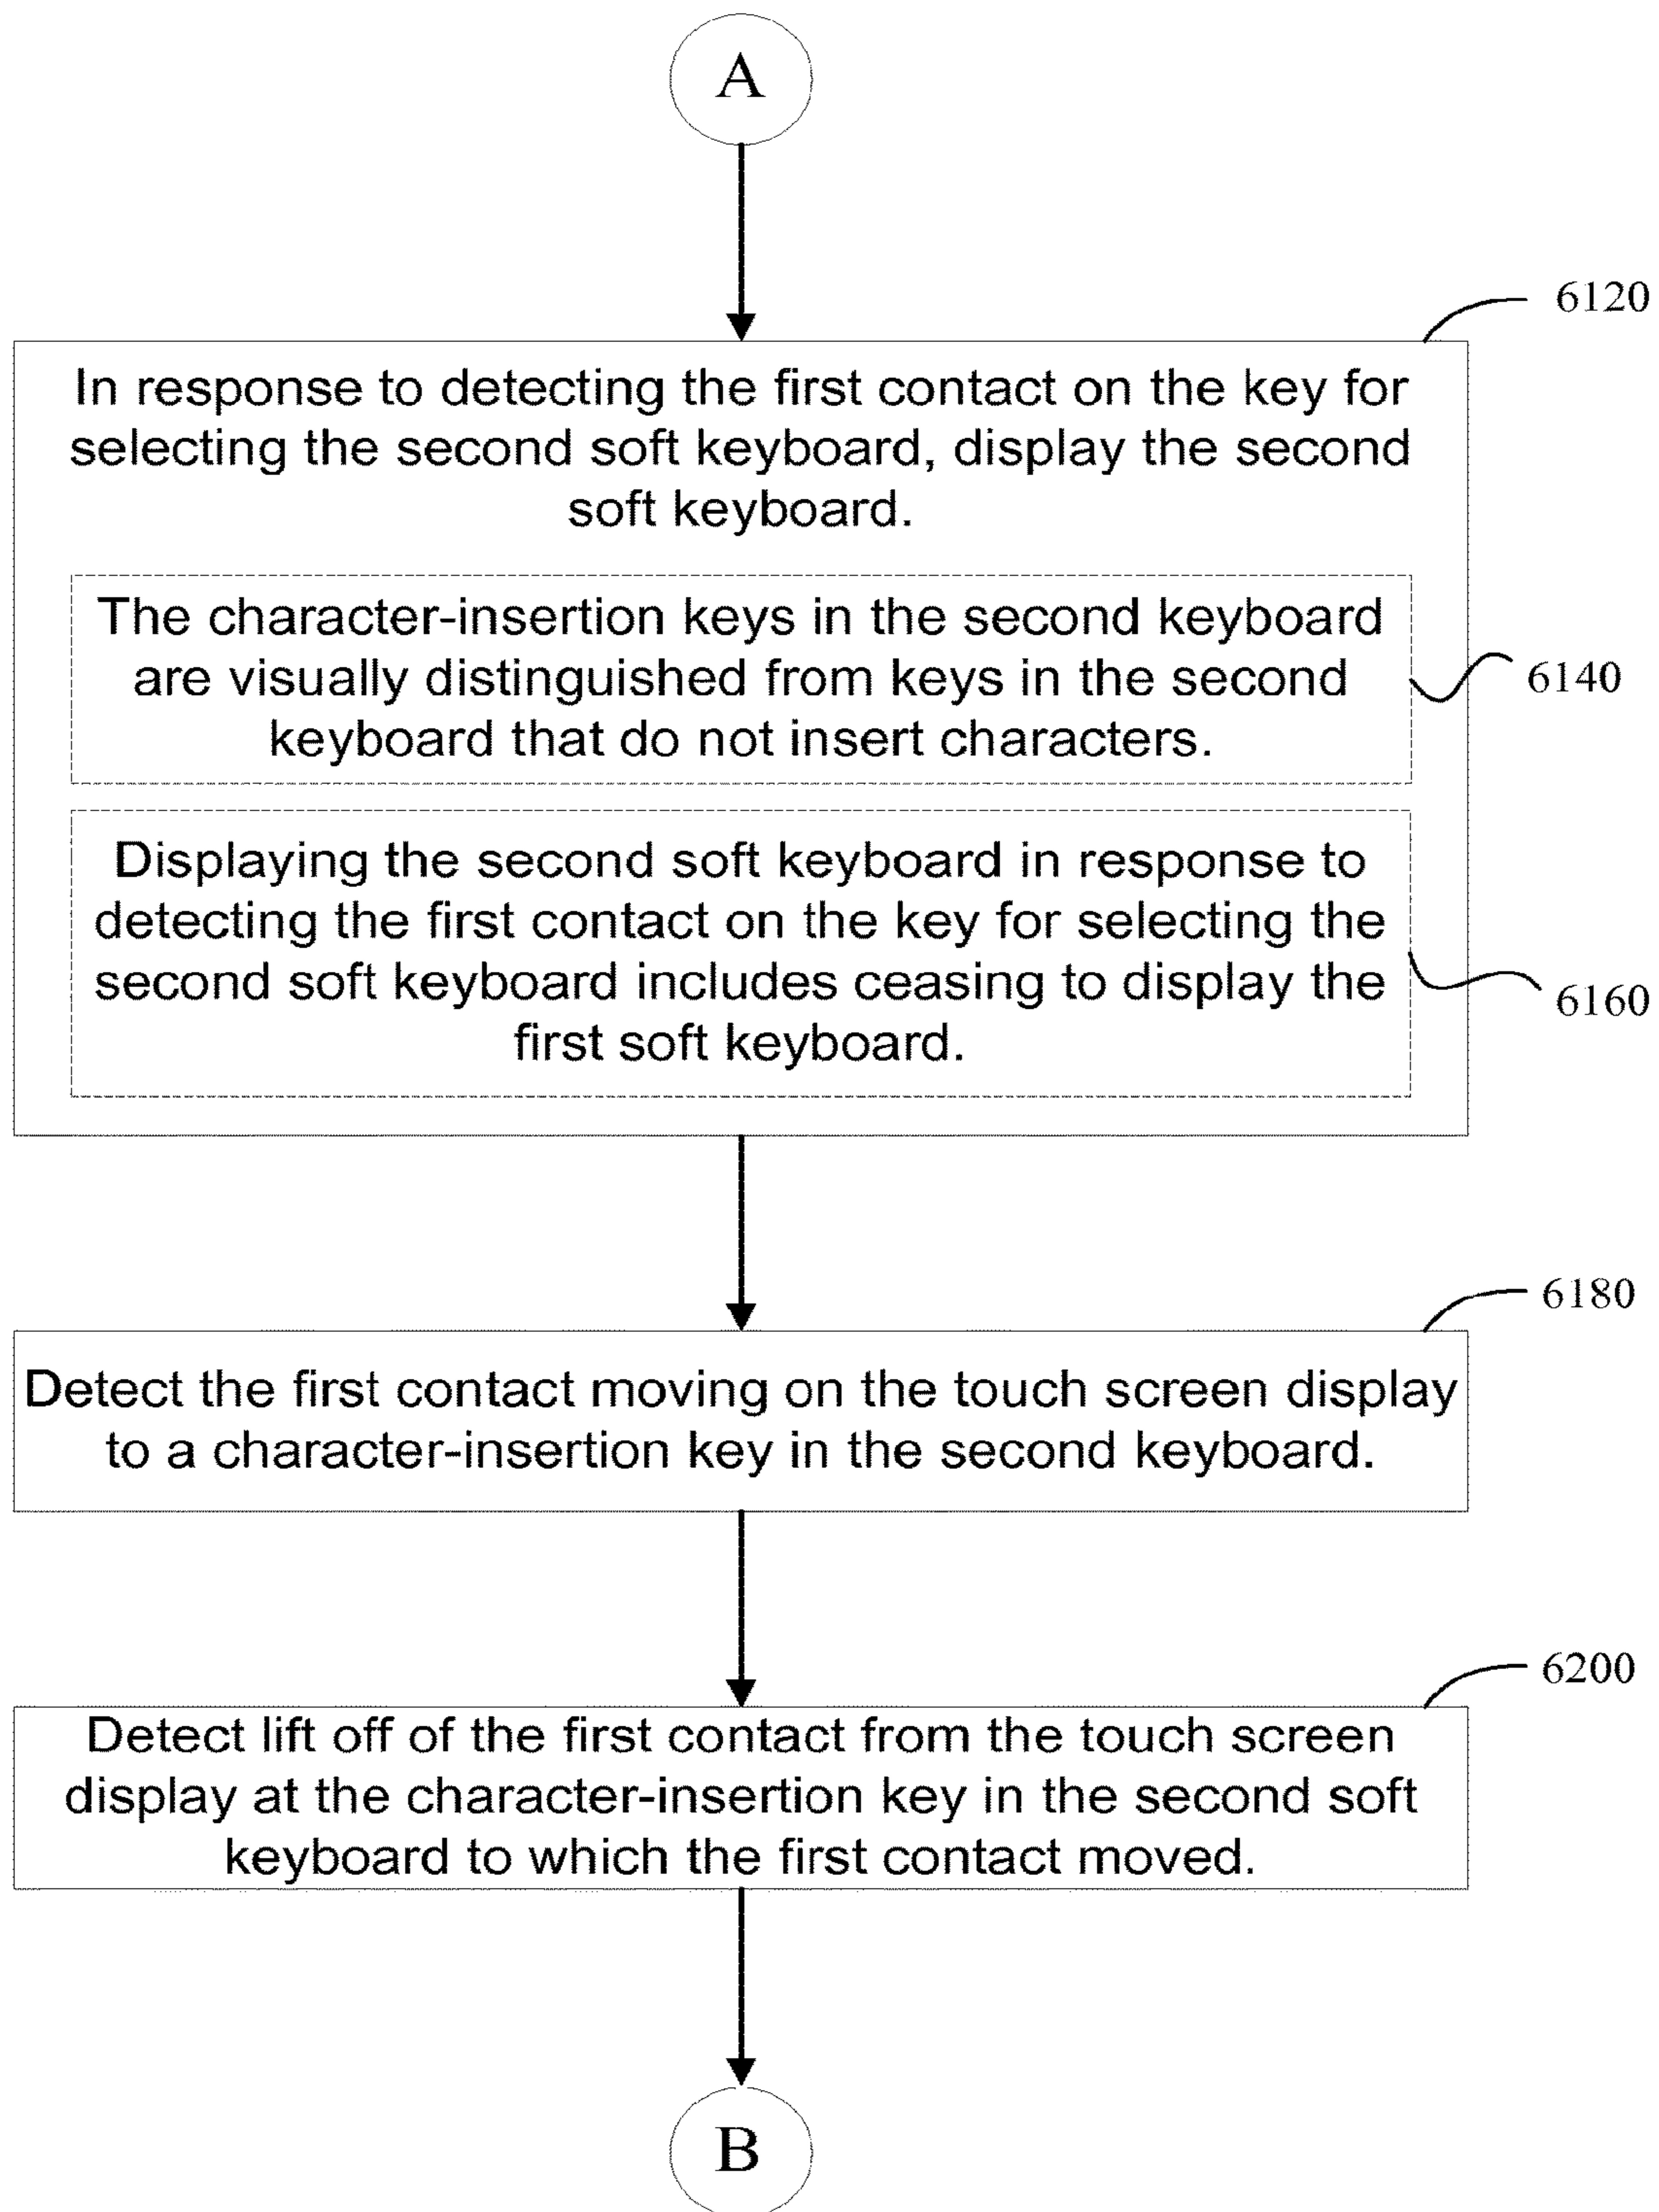 A
6120
In response to detecting the first contact on the key for
selecting the second soft keyboard, display the second
soft keyboard.
The character-insertion keys in the second keyboard
are visually distinguished from keys in the second
keyboard that do not insert characters.
6140
Displaying the second soft keyboard in response to
detecting the first contact on the key for selecting the
second soft keyboard includes ceasing to display the
first soft keyboard.
6160
6180
Detect the first contact moving on the touch screen display
to a character-insertion key in the second keyboard.
6200
Detect lift off of the first contact from the touch screen
display at the character-insertion key in the second soft
keyboard to which the first contact moved.
B